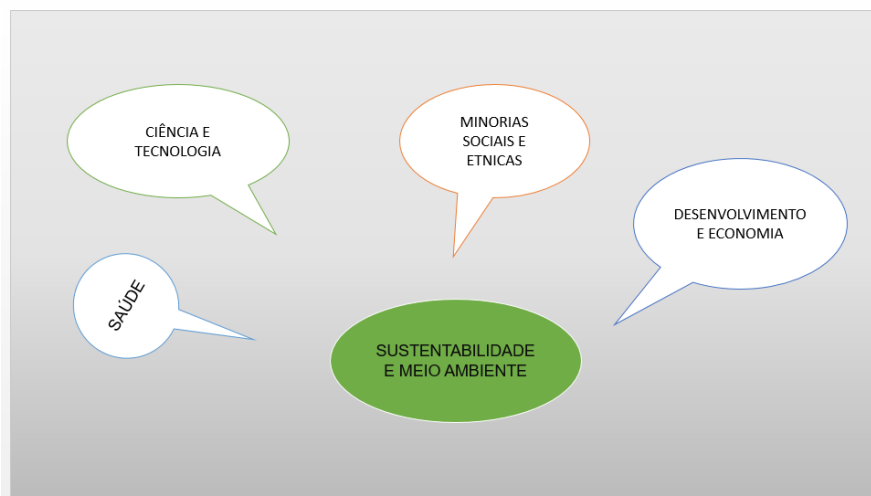 CIÊNCIA E
TECNOLOGIA
MINORIAS
SOCIAIS E
ETNICAS
DESENVOLVIMENTO
E ECONOMIA
SAÚDE
SUSTENTABILIDADE
E MEIO AMBIENTE